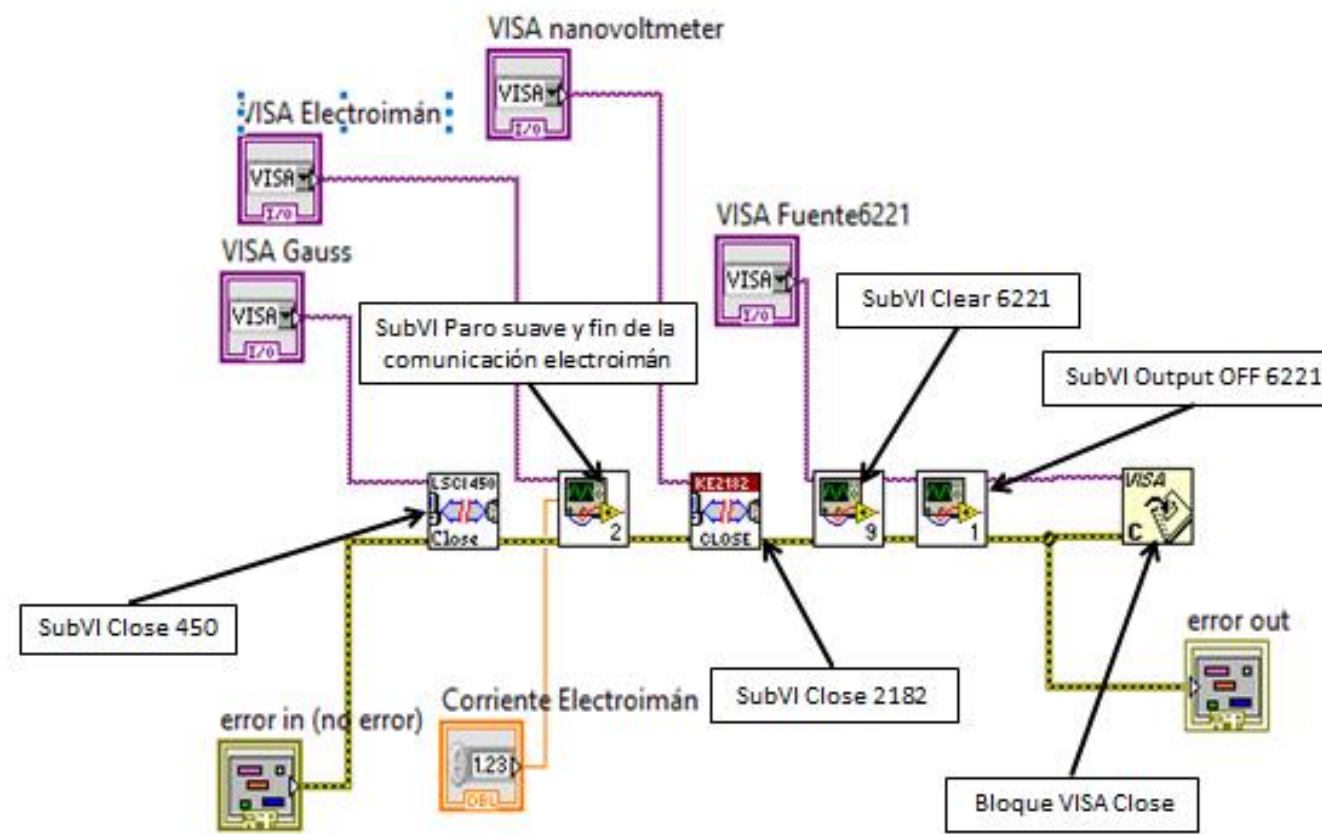 VISA nanovoltmeter
VISA
I/O
VISA Electroimán
VISA
I/O
VISA Gauss
VISA
I/O
VISA Fuente6221
VISA
I/O
SubVI Paro suave y fin de la
comunicación electroimán
SubVI Clear 6221
SubVI Output OFF 6221
LSCI450
Close
2
KE2182
CLOSE
9
1
VISA
C
SubVI Close 450
SubVI Close 2182
error out
error in (no error)
Corriente Electroimán
1.23
DBL
Bloque VISA Close